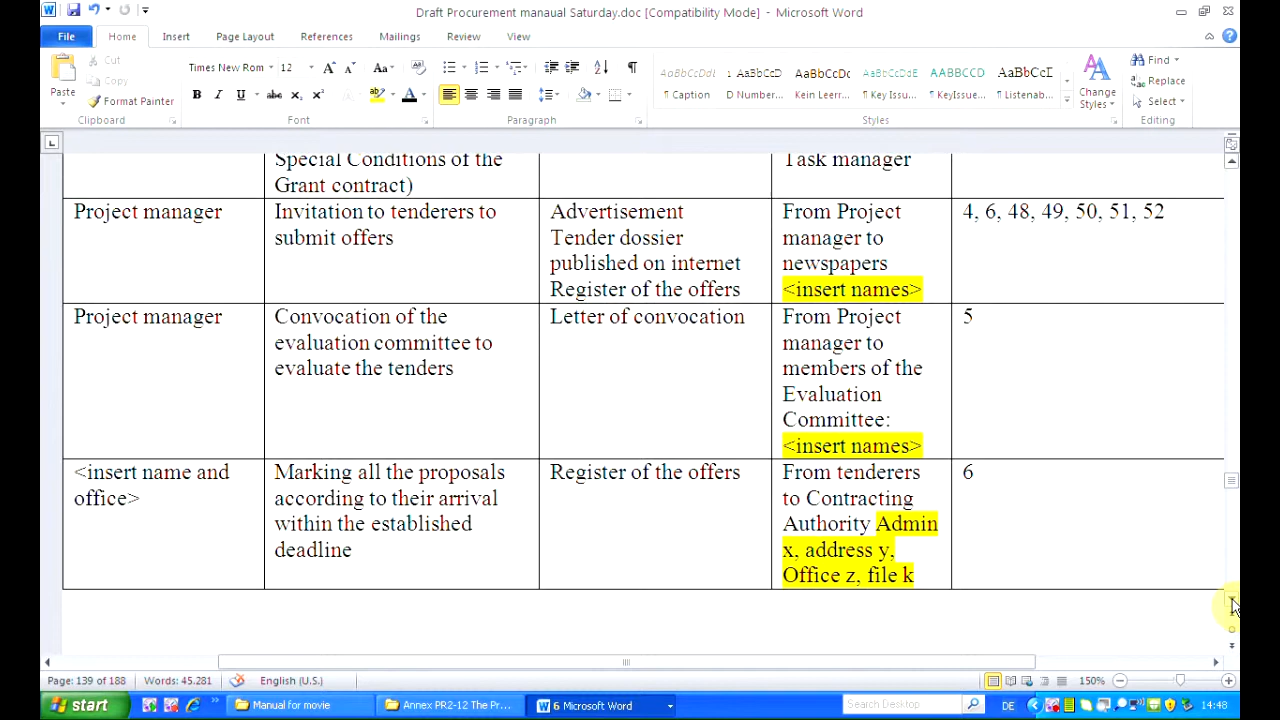 Draft Procurement manaual Saturday.doc [Compatibility Mode] - Microsoft Word
File Home Insert Page Layout References Mailings Review View
Paste
Cut
Copy
Format Painter
Clipboard
Times New Rom 12
Font
Paragraph
AaBbCcDd 1 AaBbCcD AaBbCcDc AaBbCcDdE AABBCCD AaBbCcE
¶ Caption D Number... Kein Leerr... ¶ Key Issu... ¶ KeyIssue... ¶ Listenab...
Styles
Change Styles
Find
Replace
Select
Editing
Special Conditions of the
Grant contract)
Task manager
Project manager
Invitation to tenderers to
submit offers
Advertisement
Tender dossier
published on internet
Register of the offers
From Project
manager to
newspapers
<insert names>
4, 6, 48, 49, 50, 51, 52
Project manager
Convocation of the
evaluation committee to
evaluate the tenders
Letter of convocation
From Project
manager to
members of the
Evaluation
Committee:
<insert names>
5
<insert name and
office>
Marking all the proposals
according to their arrival
within the established
deadline
Register of the offers
From tenderers
to Contracting
Authority Admin
x, address y,
Office z, file k
6
Page: 139 of 188 Words: 45.281 English (U.S.) 150%
start Manual for movie Annex PR2-12 The Pr... 6 Microsoft Word Search Desktop DE 14:48